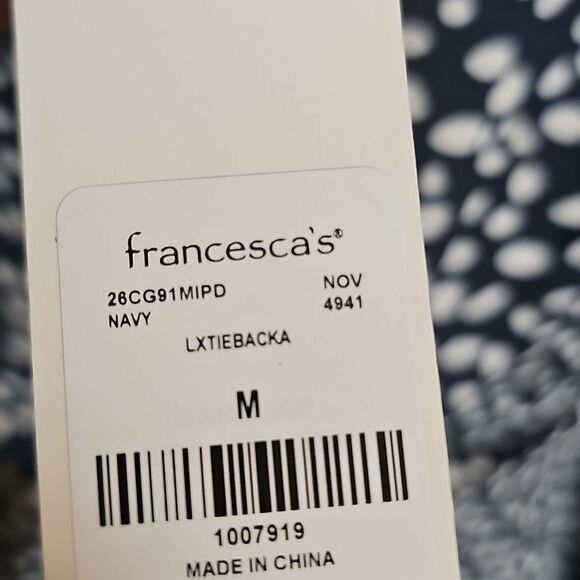 francesca's®
26CG91MIPD NOV
NAVY 4941
LXTIEBACKA
M
1007919
MADE IN CHINA